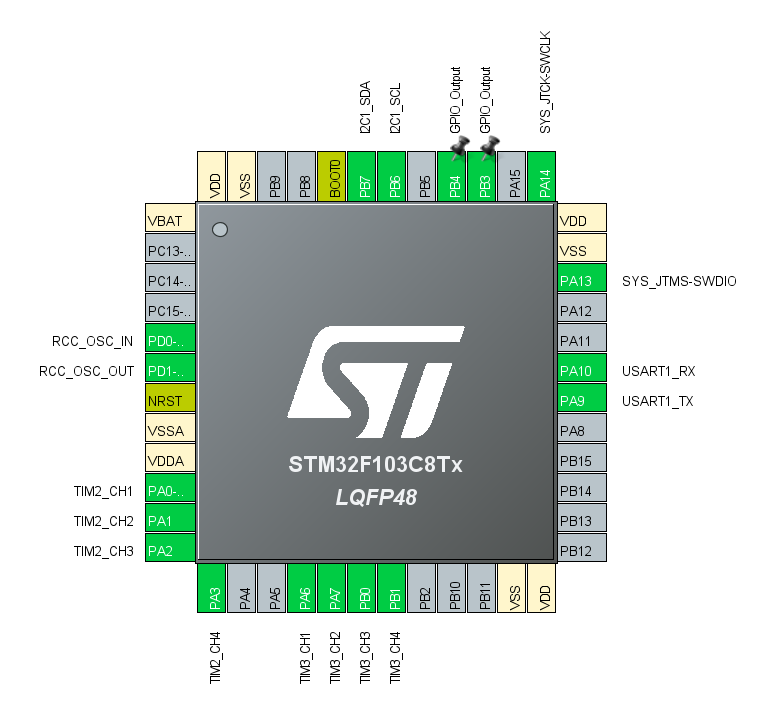 I2C1_SDA
I2C1_SCL
GPIO_Output
GPIO_Output
SYS_JTCK-SWCLK
VDD
VSS
PB9
PB8
BOOT0
PB7
PB6
PB5
PB4
PB3
PA15
PA14
VBAT
PC13-..
PC14-..
PC15-..
RCC_OSC_IN PD0-..
RCC_OSC_OUT PD1-..
NRST
VSSA
VDDA
TIM2_CH1 PA0-..
TIM2_CH2 PA1
TIM2_CH3 PA2
ST
STM32F103C8Tx
LQFP48
VDD
VSS
PA13 SYS_JTMS-SWDIO
PA12
PA11
PA10 USART1_RX
PA9 USART1_TX
PA8
PB15
PB14
PB13
PB12
PA3
PA4
PA5
PA6
PA7
PB0
PB1
PB2
PB10
PB11
VSS
VDD
TIM2_CH4
TIM3_CH1
TIM3_CH2
TIM3_CH3
TIM3_CH4